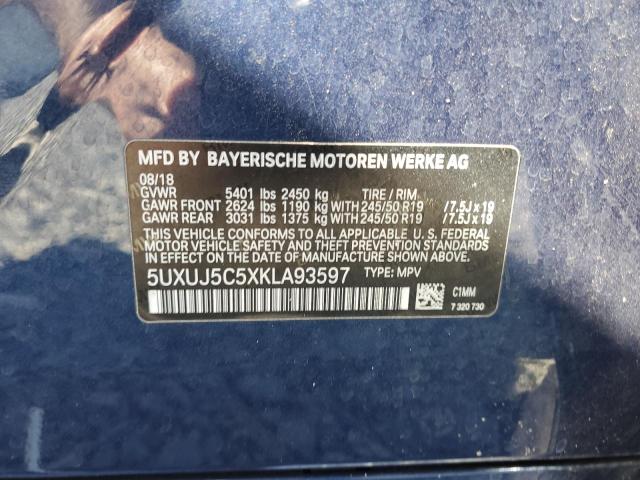 MFD BY BAYERISCHE MOTOREN WERKE AG
08/18
GVWR 5401 lbs 2450 kg TIRE / RIM
GAWR FRONT 2624 lbs 1190 kg WITH 245/50 R19 /7.5J x 19
GAWR REAR 3031 lbs 1375 kg WITH 245/50 R19 /7.5J x 19
THIS VEHICLE CONFORMS TO ALL APPLICABLE U. S. FEDERAL
MOTOR VEHICLE SAFETY AND THEFT PREVENTION STANDARDS
IN EFFECT ON THE DATE OF MANUFACTURE SHOWN ABOVE.
5UXUJ5C5XKLA93597 TYPE: MPV
C1MM
7 320 730